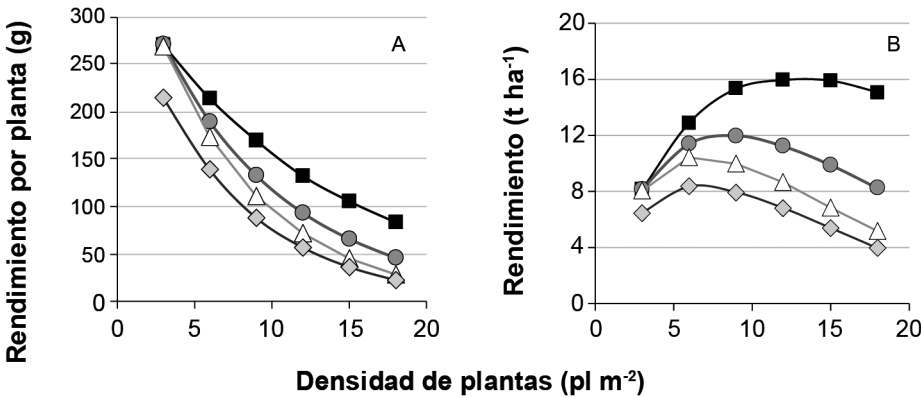 Rendimiento por planta (g)
300
250
200
150
100
50
0
0 5 10 15 20
A
Rendimiento (t ha-1)
20
16
12
8
4
0
0 5 10 15 20
B
Densidad de plantas (pl m-2)